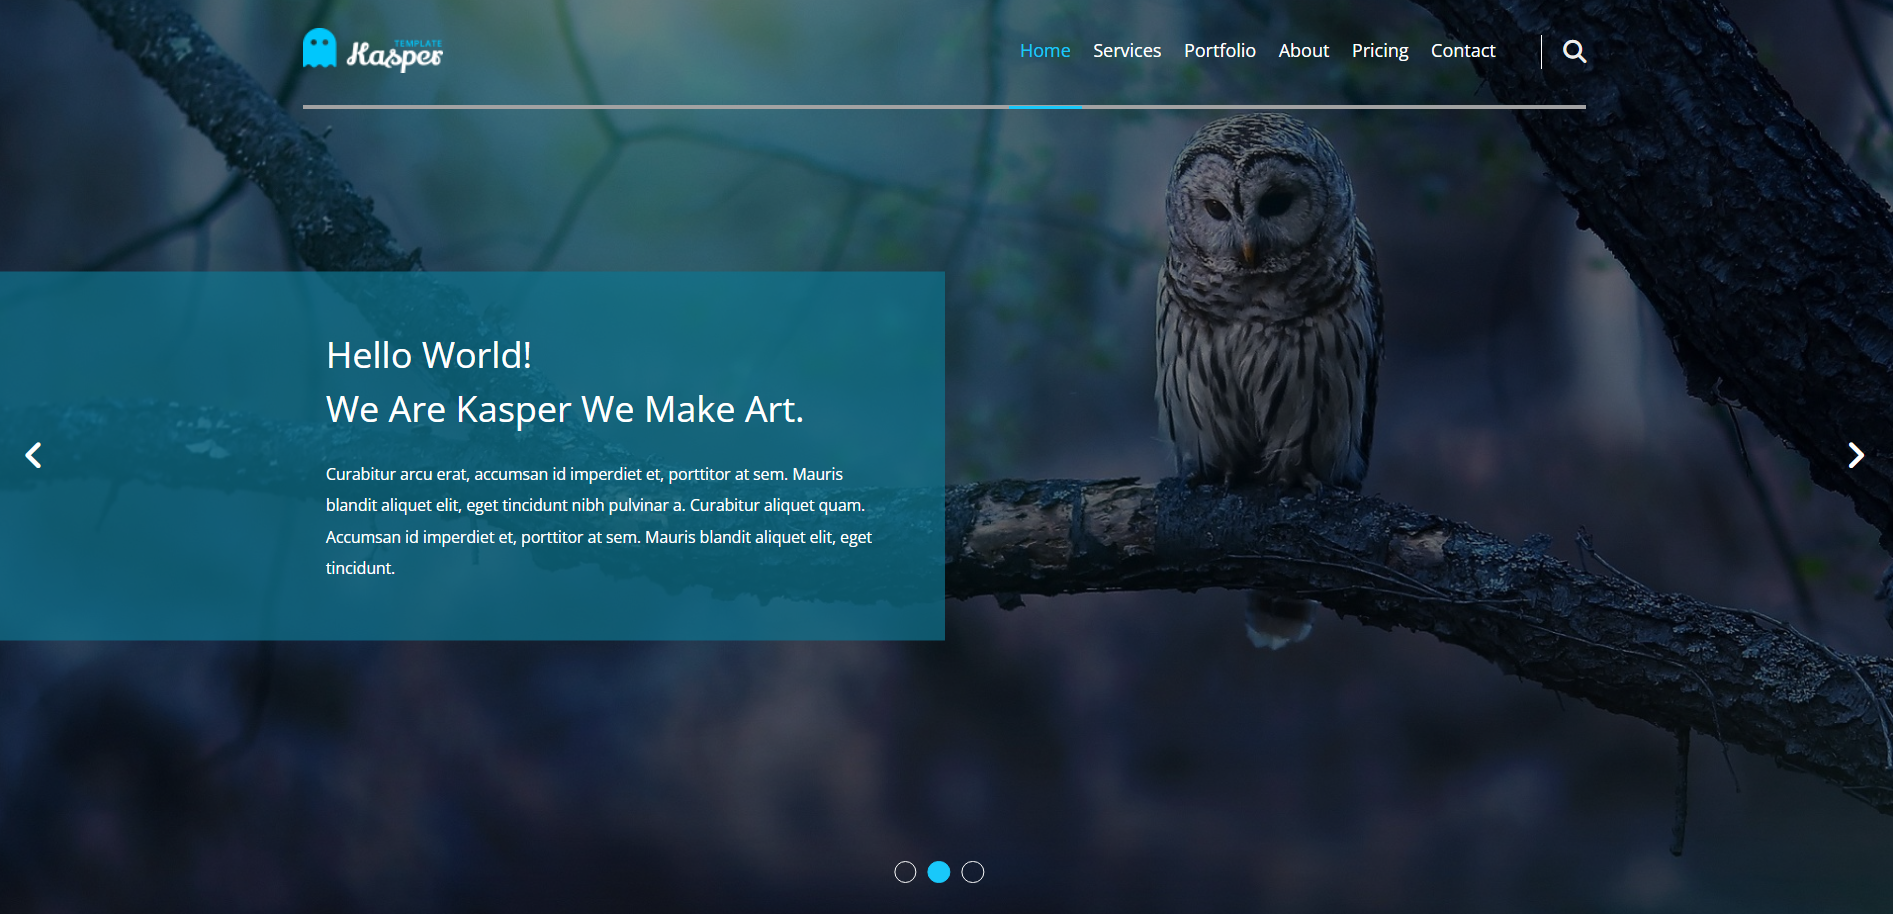 TEMPLATE
Kasper
Home Services Portfolio About Pricing Contact
Hello World!
We Are Kasper We Make Art.
Curabitur arcu erat, accumsan id imperdiet et, porttitor at sem. Mauris
blandit aliquet elit, eget tincidunt nibh pulvinar a. Curabitur aliquet quam.
Accumsan id imperdiet et, porttitor at sem. Mauris blandit aliquet elit, eget
tincidunt.